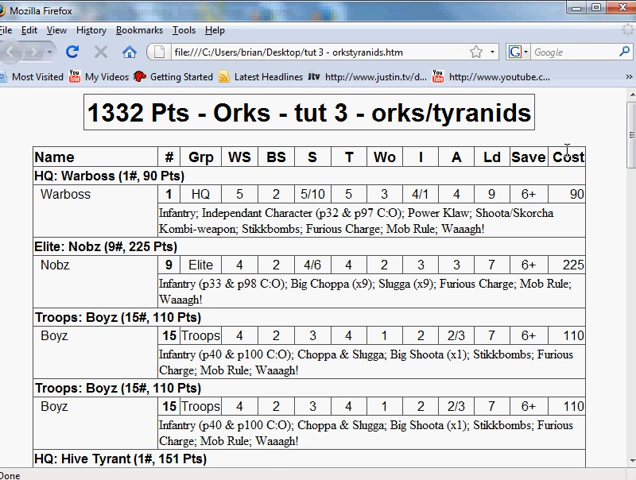 Mozilla Firefox
File Edit View History Bookmarks Tools Help
file:///C:/Users/brian/Desktop/tut 3 - orkstyranids.htm Google
Most Visited Getting Started Latest Headlines http://www.justin.tv/d... http://www.youtube.c...
1332 Pts - Orks - tut 3 - orks/tyranids
Name # Grp WS BS S T Wo I A Ld Save Cost
HQ: Warboss (1#, 90 Pts)
Warboss 1 HQ 5 2 5/10 5 3 4/1 4 9 6+ 90
Infantry; Independant Character (p32 & p97 C:O); Power Klaw; Shoota/Skorcha
Kombi-weapon; Stikkbombs; Furious Charge; Mob Rule; Waaagh!
Elite: Nobz (9#, 225 Pts)
Nobz 9 Elite 4 2 4/6 4 2 3 3 7 6+ 225
Infantry (p33 & p98 C:O); Big Choppa (x9); Slugga (x9); Furious Charge; Mob Rule;
Waaagh!
Troops: Boyz (15#, 110 Pts)
Boyz 15 Troops 4 2 3 4 1 2 2/3 7 6+ 110
Infantry (p40 & p100 C:O); Choppa & Slugga; Big Shoota (x1); Stikkbombs; Furious
Charge; Mob Rule; Waaagh!
Troops: Boyz (15#, 110 Pts)
Boyz 15 Troops 4 2 3 4 1 2 2/3 7 6+ 110
Infantry (p40 & p100 C:O); Choppa & Slugga; Big Shoota (x1); Stikkbombs; Furious
Charge; Mob Rule; Waaagh!
HQ: Hive Tyrant (1#, 151 Pts)
Done